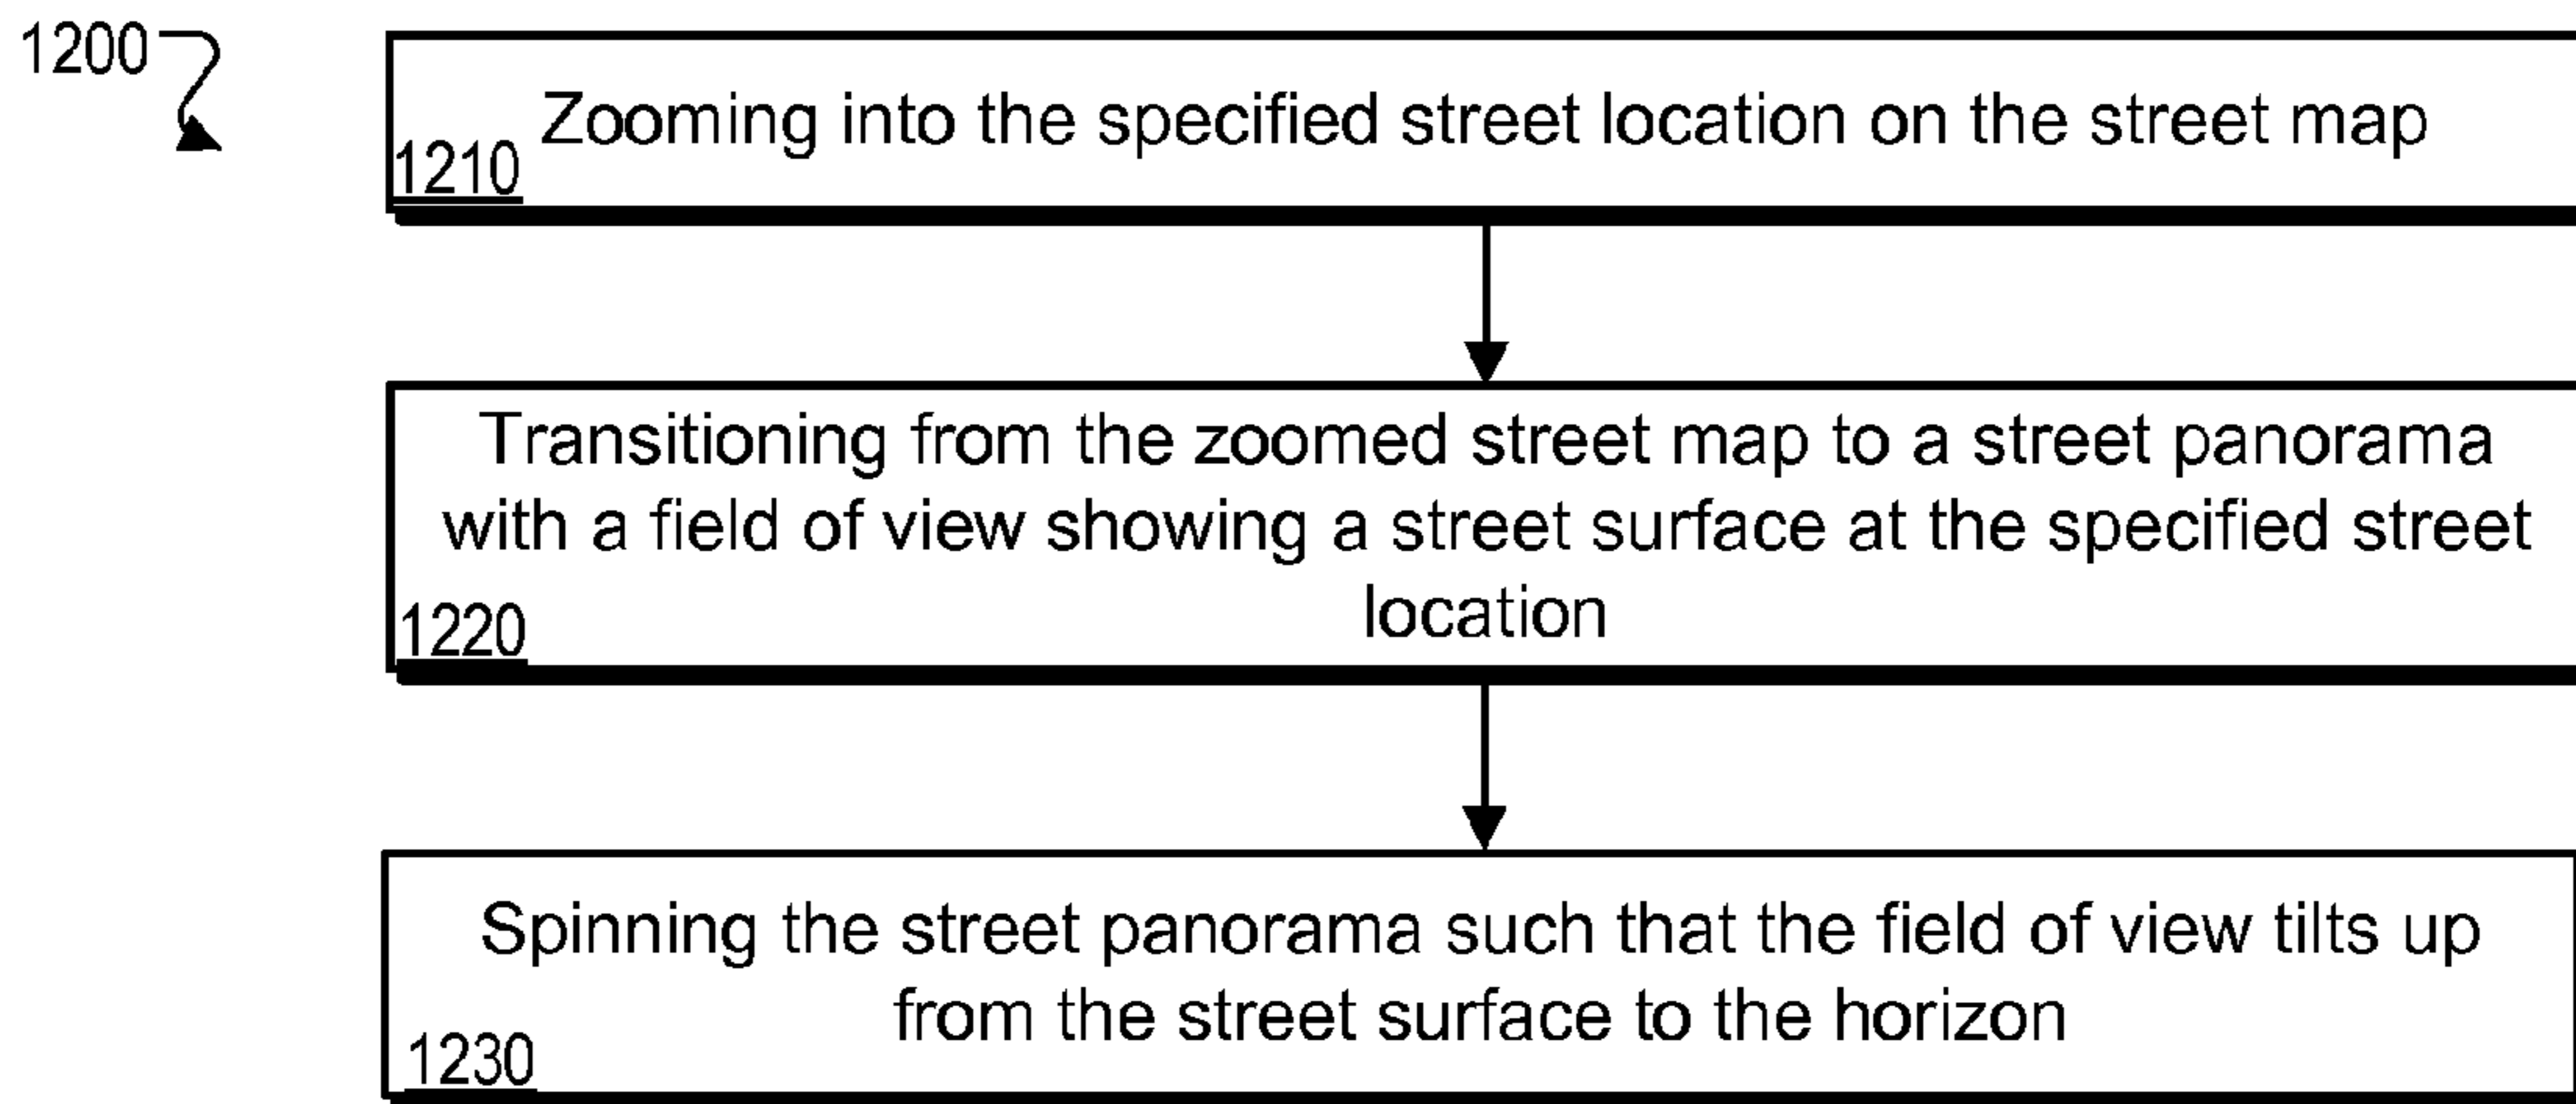 1200
Zooming into the specified street location on the street map
1210
Transitioning from the zoomed street map to a street panorama
with a field of view showing a street surface at the specified street
location
1220
Spinning the street panorama such that the field of view tilts up
from the street surface to the horizon
1230